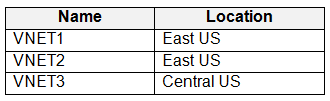 Name Location
VNET1 East US
VNET2 East US
VNET3 Central US